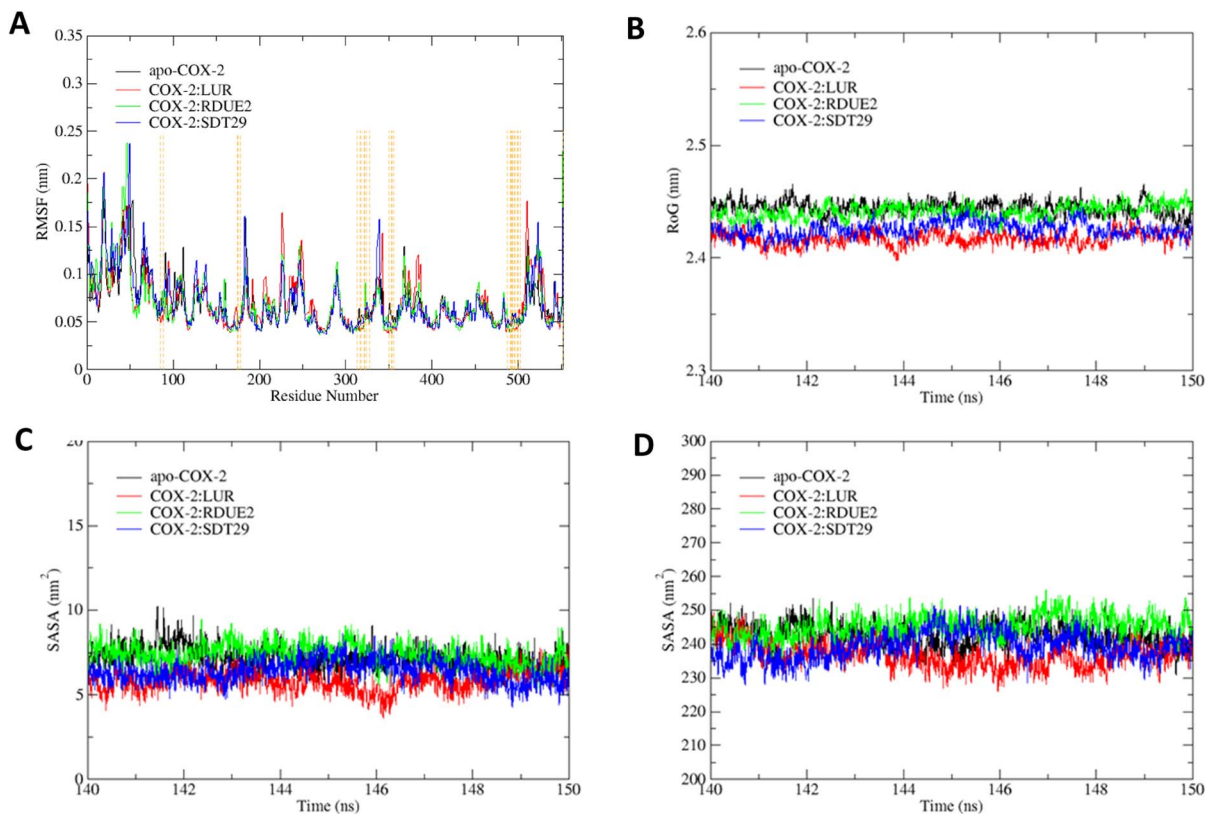 A
0.35
0.3
0.25
0.2
0.15
0.1
0.05
0
RMSF (nm)
apo-COX-2
COX-2:LUR
COX-2:RDUE2
COX-2:SDT29
0 100 200 300 400 500
Residue Number
B
2.6
2.5
2.4
2.3
RoG (nm)
apo-COX-2
COX-2:LUR
COX-2:RDUE2
COX-2:SDT29
140 142 144 146 148 150
Time (ns)
C
20
15
10
5
0
SASA (nm²)
apo-COX-2
COX-2:LUR
COX-2:RDUE2
COX-2:SDT29
140 142 144 146 148 150
Time (ns)
D
300
290
280
270
260
250
240
230
220
210
200
SASA (nm²)
apo-COX-2
COX-2:LUR
COX-2:RDUE2
COX-2:SDT29
140 142 144 146 148 150
Time (ns)